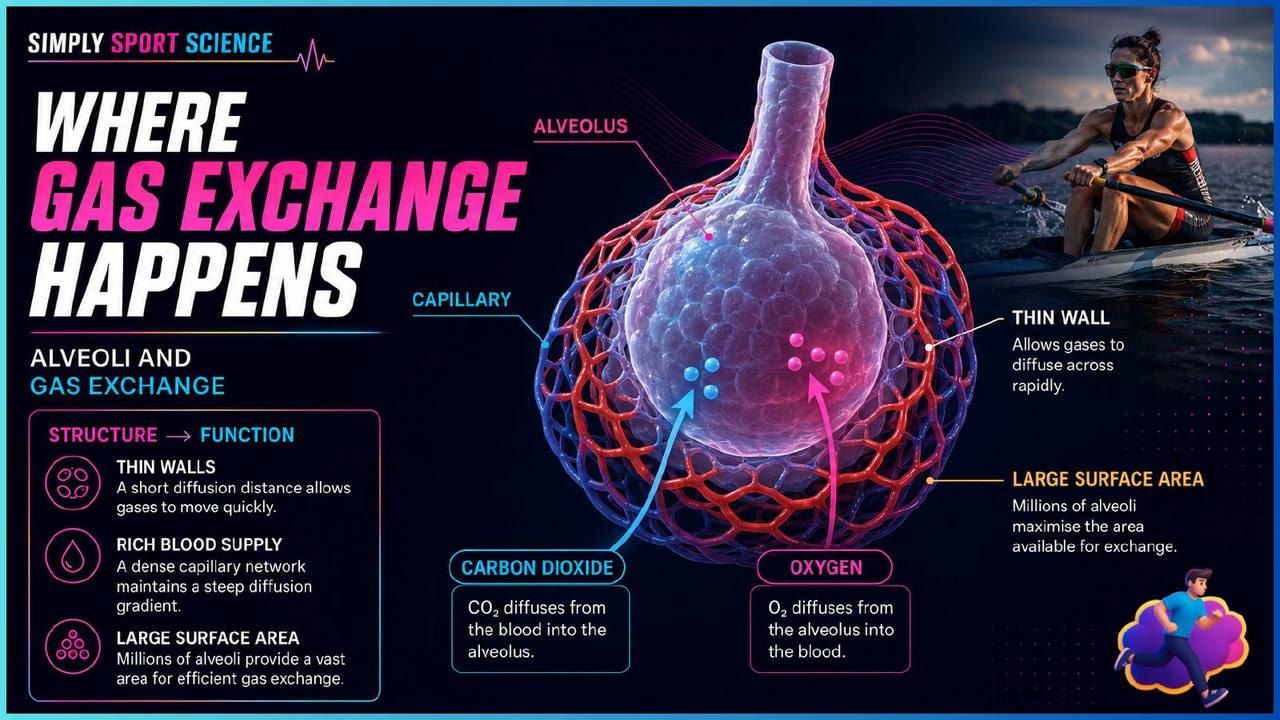 SIMPLY SPORT SCIENCE
WHERE
GAS EXCHANGE
HAPPENS
ALVEOLI AND
GAS EXCHANGE
STRUCTURE → FUNCTION
THIN WALLS
A short diffusion distance allows
gases to move quickly.
RICH BLOOD SUPPLY
A dense capillary network
maintains a steep diffusion
gradient.
LARGE SURFACE AREA
Millions of alveoli provide a vast
area for efficient gas exchange.
ALVEOLUS
CAPILLARY
CARBON DIOXIDE
CO₂ diffuses from
the blood into the
alveolus.
OXYGEN
O₂ diffuses from
the alveolus into
the blood.
THIN WALL
Allows gases to
diffuse across
rapidly.
LARGE SURFACE AREA
Millions of alveoli
maximise the area
available for exchange.